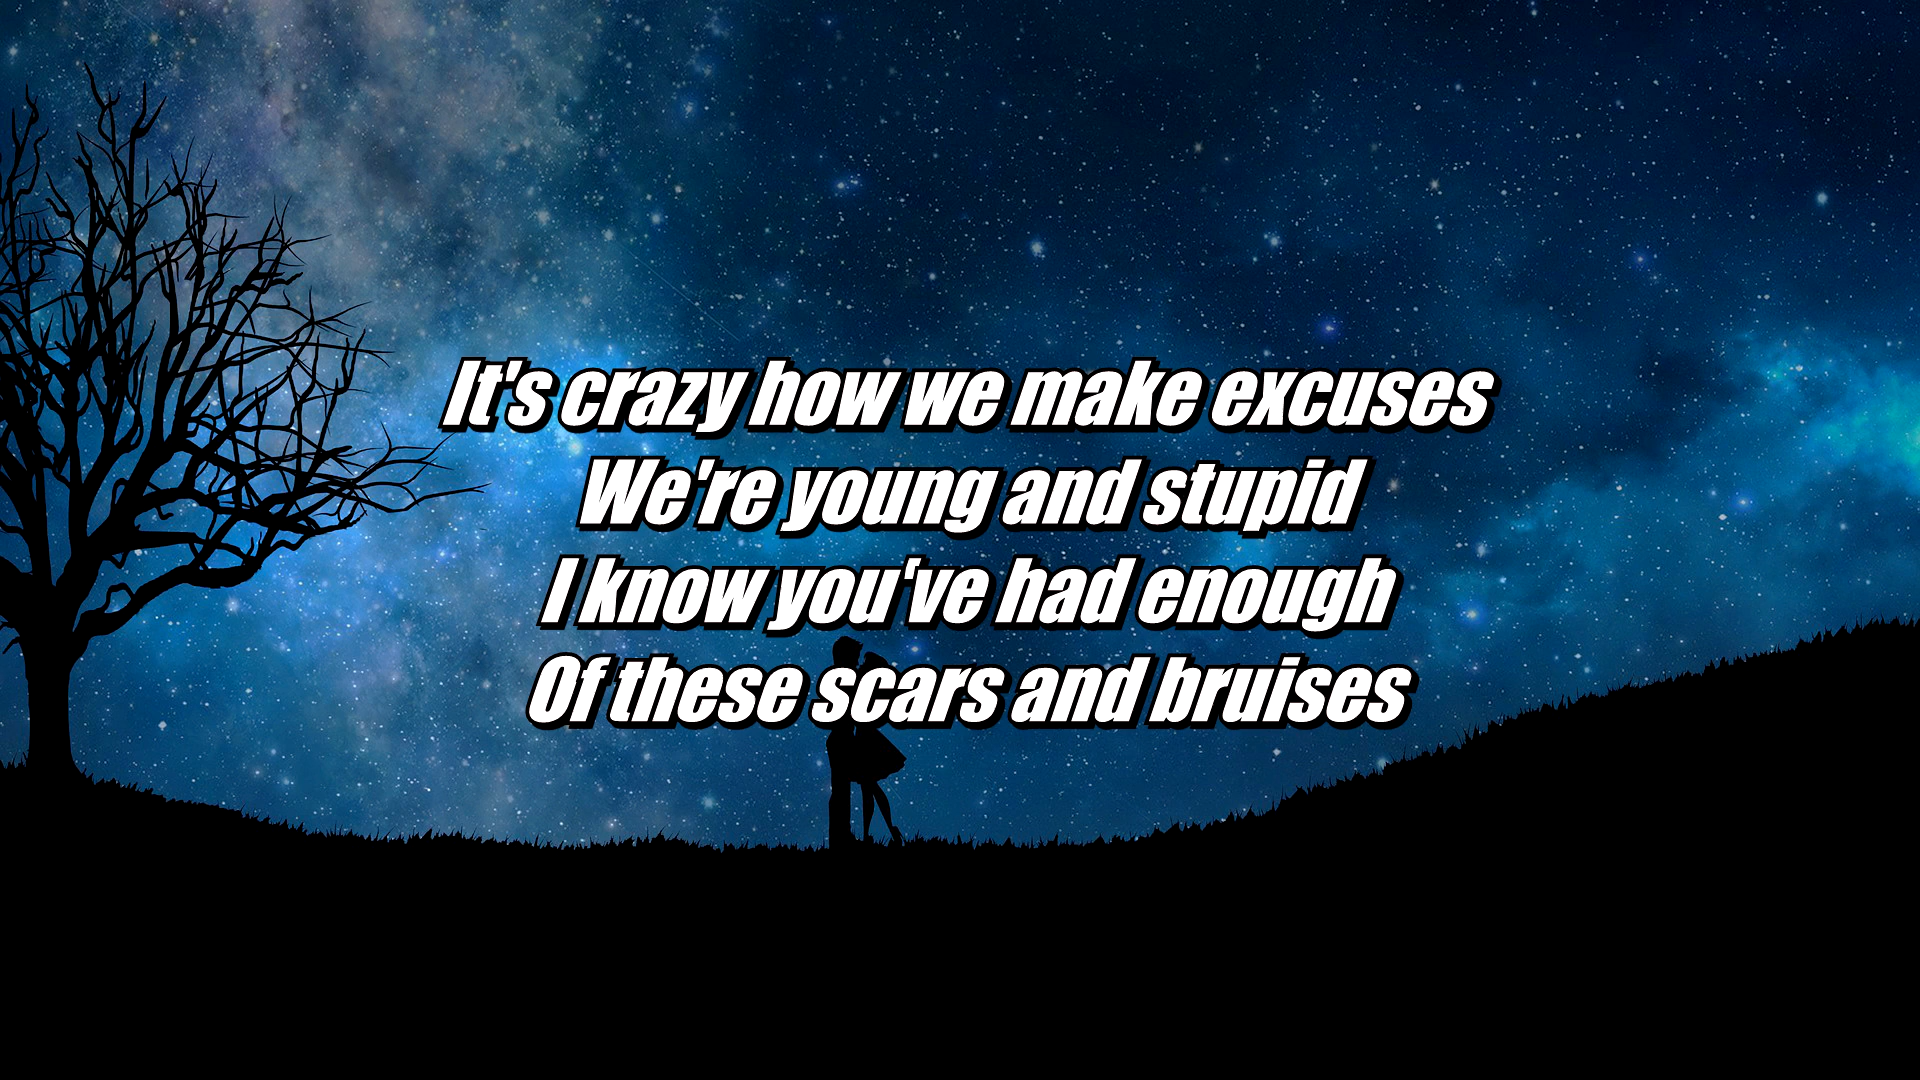 It's crazy how we make excuses
We're young and stupid
I know you've had enough
Of these scars and bruises